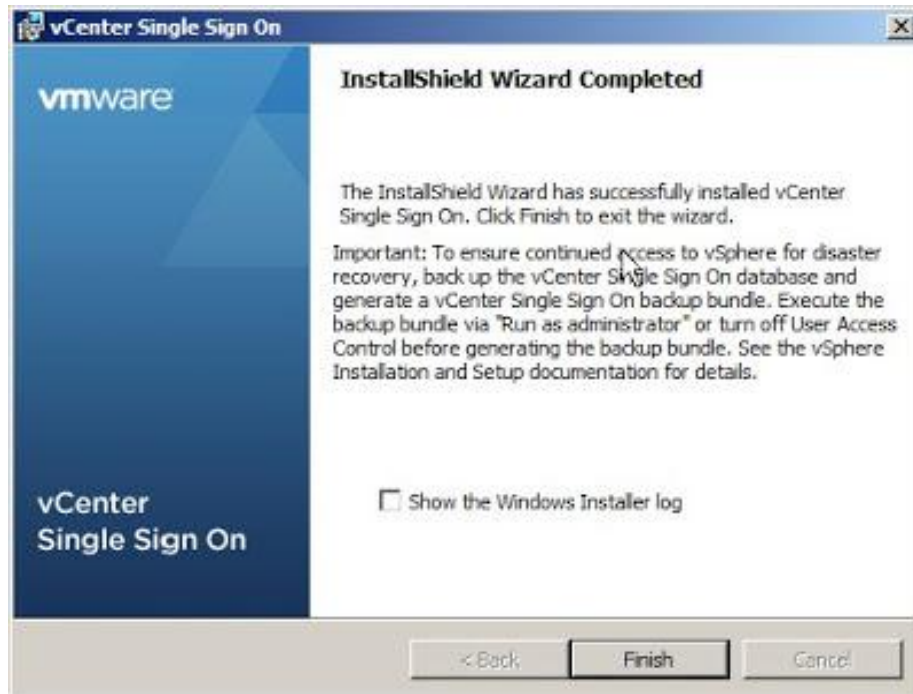 vCenter Single Sign On
vmware
InstallShield Wizard Completed
The InstallShield Wizard has successfully installed vCenter
Single Sign On. Click Finish to exit the wizard.
Important: To ensure continued access to vSphere for disaster
recovery, back up the vCenter Single Sign On database and
generate a vCenter Single Sign On backup bundle. Execute the
backup bundle via "Run as administrator" or turn off User Access
Control before generating the backup bundle. See the vSphere
Installation and Setup documentation for details.
Show the Windows Installer log
vCenter
Single Sign On
< Back
Finish
Cancel